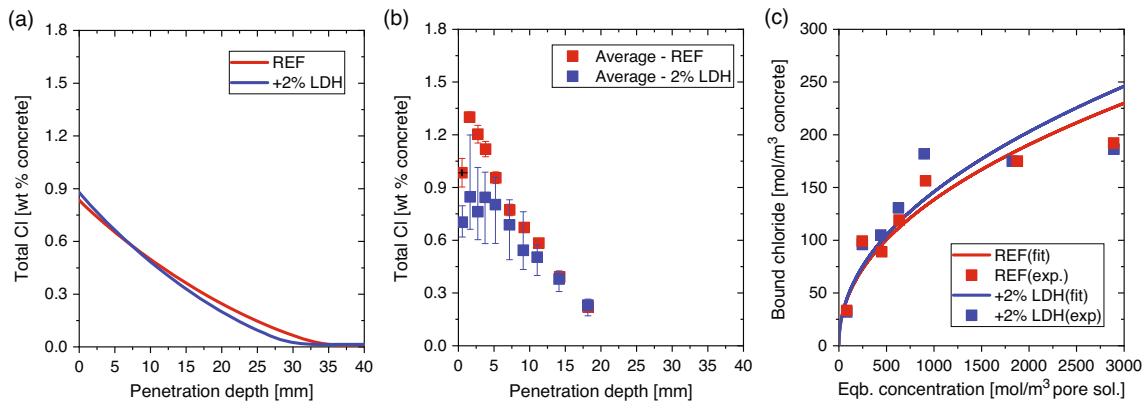 (a)
1.8
1.5
1.2
0.9
0.6
0.3
0.0
Total Cl [wt % concrete]
REF
+2% LDH
0 5 10 15 20 25 30 35 40
Penetration depth [mm]
(b)
1.8
1.5
1.2
0.9
0.6
0.3
0.0
Total Cl [wt % concrete]
Average - REF
Average - 2% LDH
0 5 10 15 20 25 30 35 40
Penetration depth [mm]
(c)
300
250
200
150
100
50
0
Bound chloride [mol/m³ concrete]
REF(fit)
REF(exp.)
+2% LDH(fit)
+2% LDH(exp)
0 500 1000 1500 2000 2500 3000
Eqb. concentration [mol/m³ pore sol.]